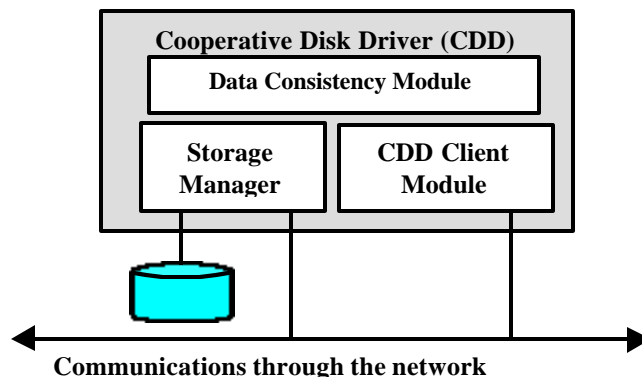 Cooperative Disk Driver (CDD)
Data Consistency Module
Storage
Manager
CDD Client
Module
Communications through the network